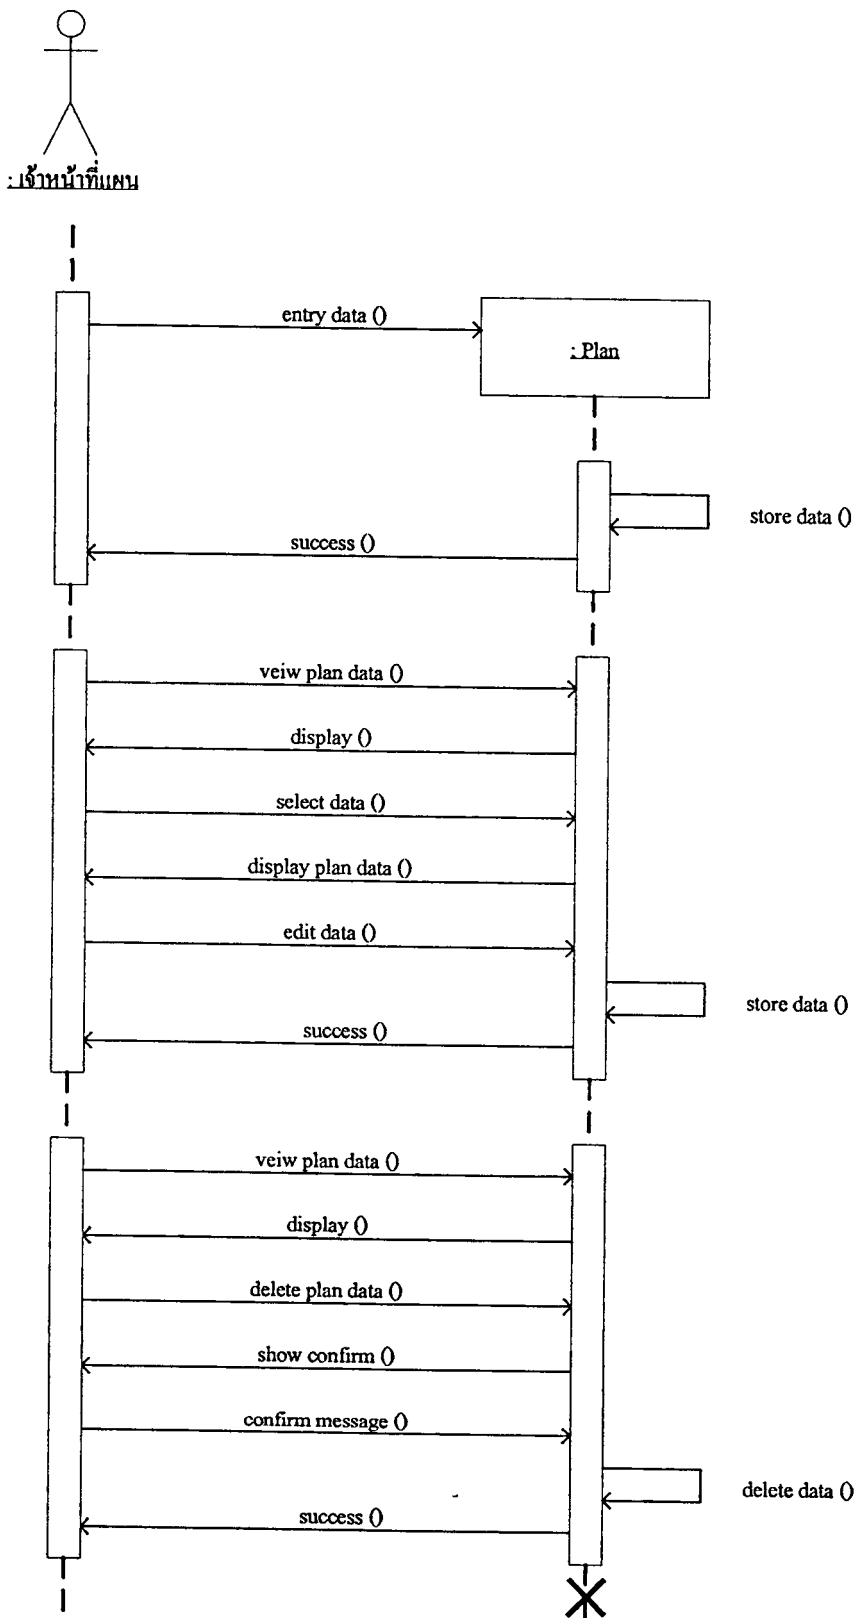 : เจ้าหน้าที่แผน
entry data ()
: Plan
store data ()
success ()
veiw plan data ()
display ()
select data ()
display plan data ()
edit data ()
store data ()
success ()
veiw plan data ()
display ()
delete plan data ()
show confirm ()
confirm message ()
delete data ()
success ()